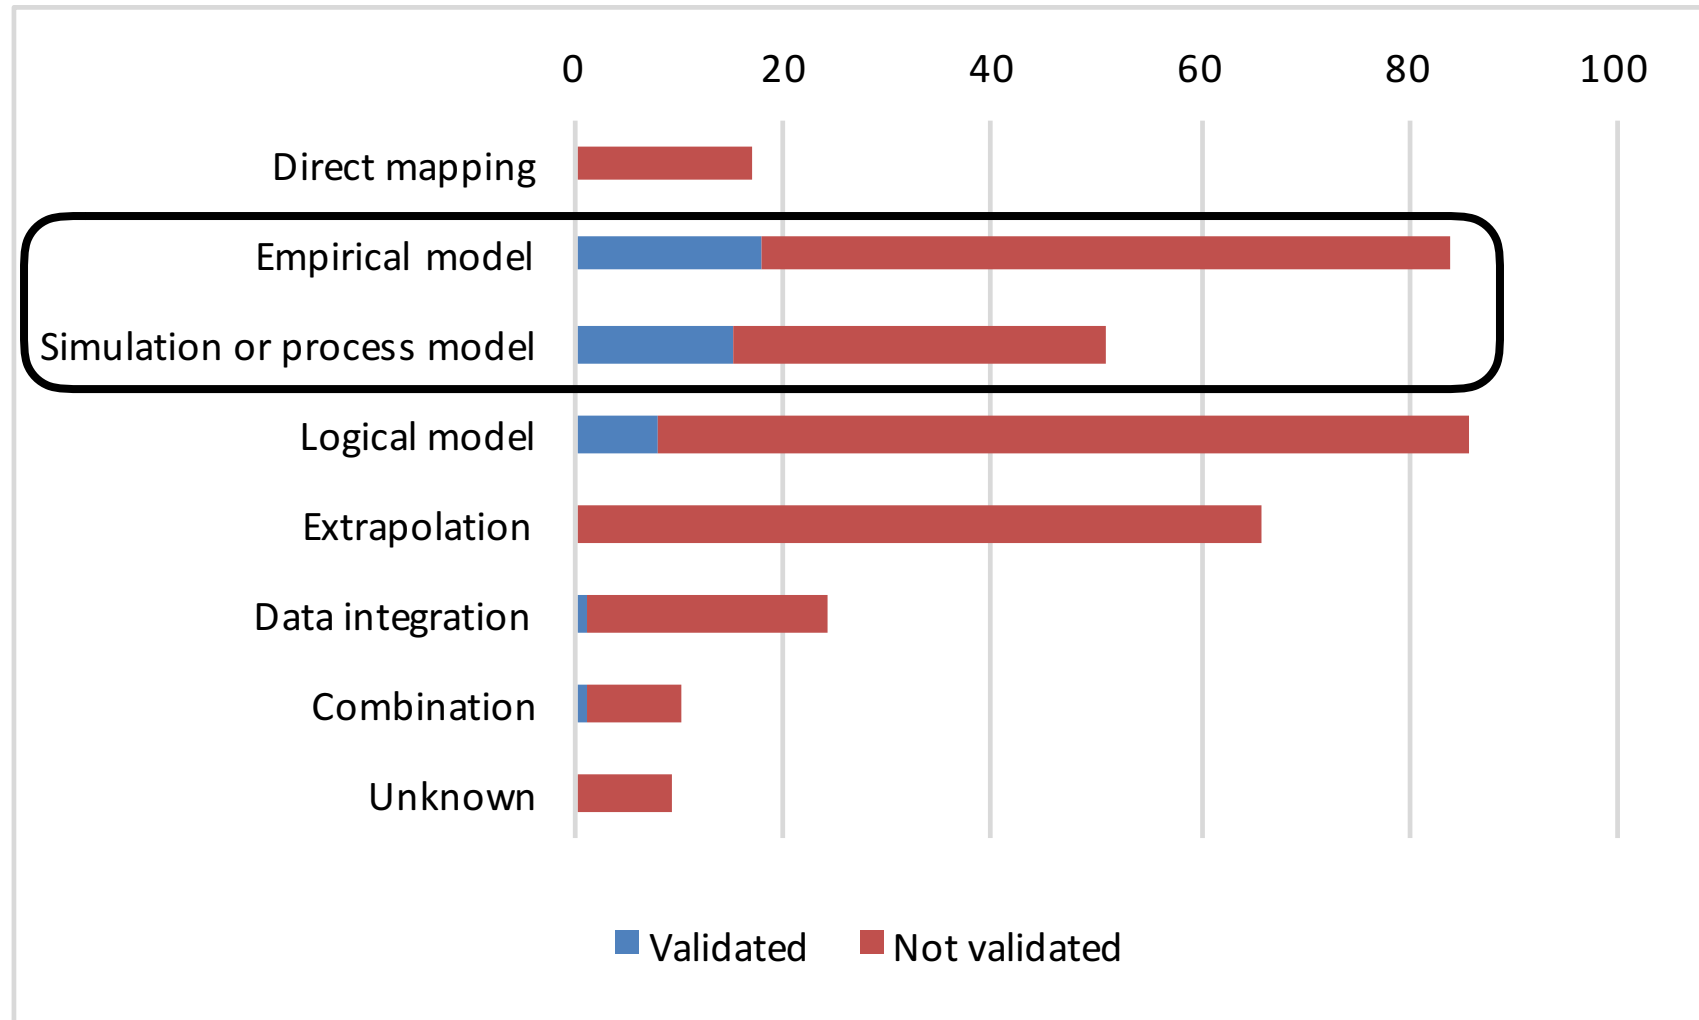 0 20 40 60 80 100
Direct mapping
Empirical model
Simulation or process model
Logical model
Extrapolation
Data integration
Combination
Unknown
Validated Not validated